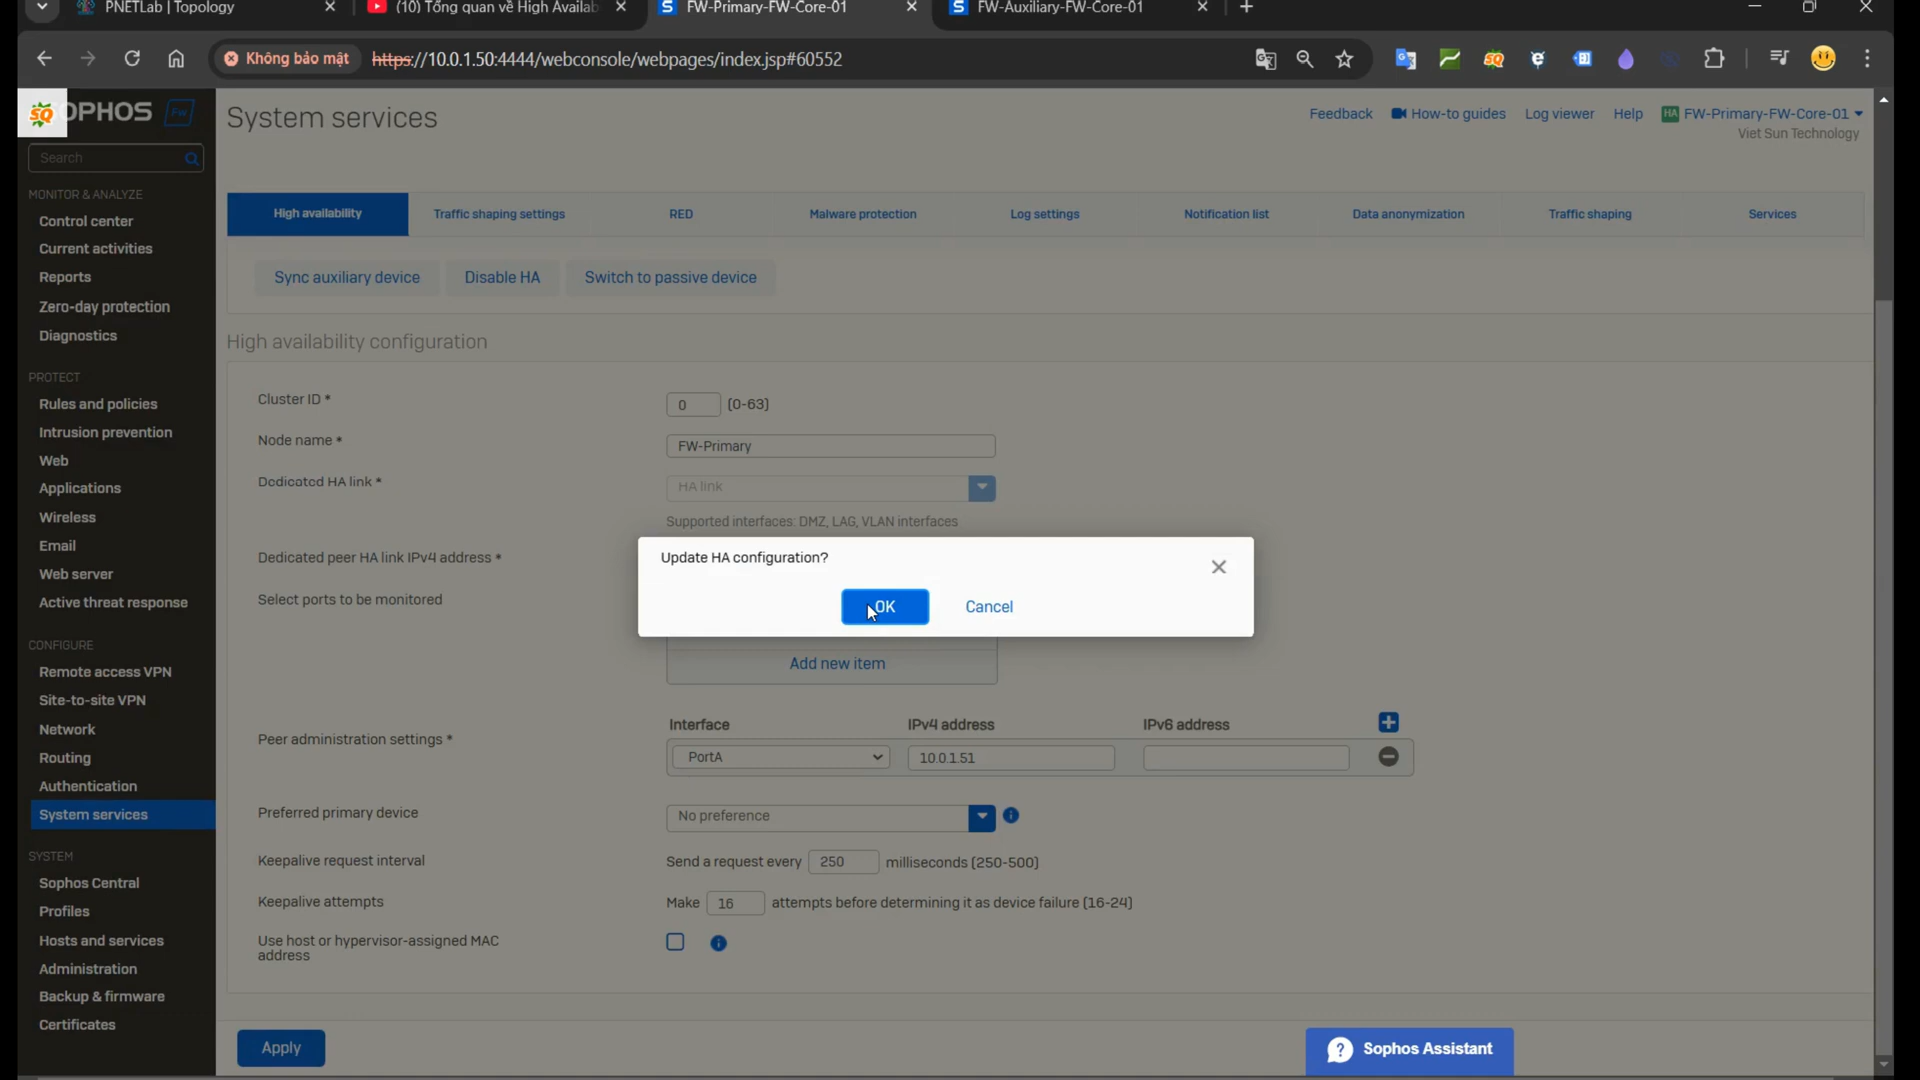 PNETLab | Topology
(10) Tổng quan về High Availab
FW-Primary-FW-Core-01
FW-Auxiliary-FW-Core-01
Không bảo mật
https://10.0.1.50:4444/webconsole/webpages/index.jsp#60552
SQ
OPHOS
FW
Search
MONITOR & ANALYZE
Control center
Current activities
Reports
Zero-day protection
Diagnostics
PROTECT
Rules and policies
Intrusion prevention
Web
Applications
Wireless
Email
Web server
Active threat response
CONFIGURE
Remote access VPN
Site-to-site VPN
Network
Routing
Authentication
System services
SYSTEM
Sophos Central
Profiles
Hosts and services
Administration
Backup & firmware
Certificates
System services
Feedback
How-to guides
Log viewer
Help
HA FW-Primary-FW-Core-01
Viet Sun Technology
High availability
Traffic shaping settings
RED
Malware protection
Log settings
Notification list
Data anonymization
Traffic shaping
Services
Sync auxiliary device
Disable HA
Switch to passive device
High availability configuration
Cluster ID *
0 (0-63)
Node name *
FW-Primary
Dedicated HA link *
HA link
Supported interfaces: DMZ, LAG, VLAN interfaces
Dedicated peer HA link IPv4 address *
Select ports to be monitored
Update HA configuration?
OK
Cancel
Add new item
Peer administration settings *
Interface IPv4 address IPv6 address
PortA 10.0.1.51
Preferred primary device
No preference
Keepalive request interval
Send a request every 250 milliseconds (250-500)
Keepalive attempts
Make 16 attempts before determining it as device failure (16-24)
Use host or hypervisor-assigned MAC
address
Apply
Sophos Assistant